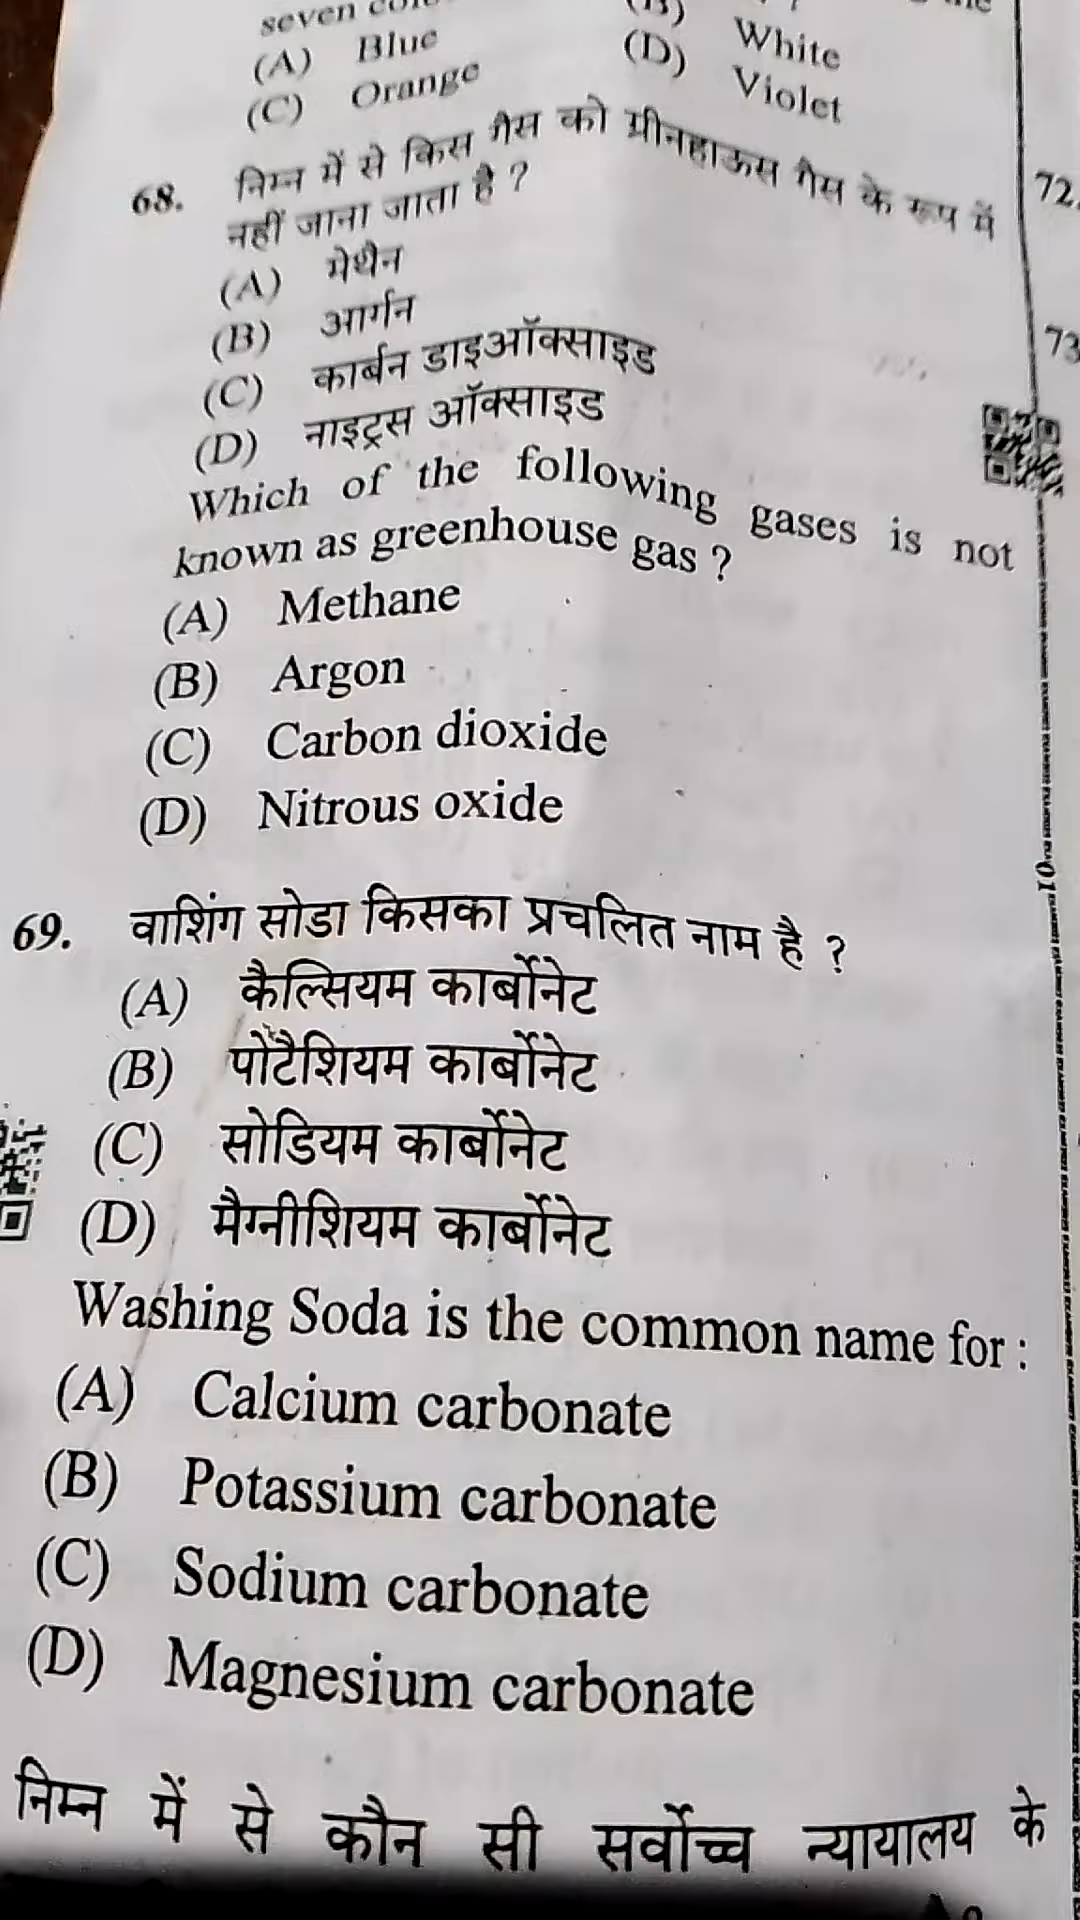 seven
(A) Blue
(B) White
(C) Orange
(D) Violet
68. निम्न में से किस गैस को ग्रीनहाऊस गैस के रूप में
नहीं जाना जाता है ?
(A) मेथैन
(B) आर्गन
(C) कार्बन डाइऑक्साइड
(D) नाइट्रस ऑक्साइड
Which of the following gases is not
known as greenhouse gas ?
(A) Methane
(B) Argon
(C) Carbon dioxide
(D) Nitrous oxide
69. वाशिंग सोडा किसका प्रचलित नाम है ?
(A) कैल्सियम कार्बोनेट
(B) पोटैशियम कार्बोनेट
(C) सोडियम कार्बोनेट
(D) मैग्नीशियम कार्बोनेट
Washing Soda is the common name for :
(A) Calcium carbonate
(B) Potassium carbonate
(C) Sodium carbonate
(D) Magnesium carbonate
निम्न में से कौन सी सर्वोच्च न्यायालय के
72.
73